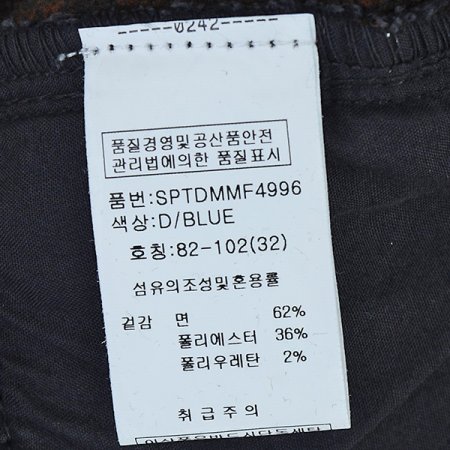 -----0242-----
품질경영및공산품안전
관리법에의한 품질표시
품번:SPTDMMF4996
색상:D/BLUE
호칭:82-102(32)
섬유의조성및혼용률
겉감 면 62%
폴리에스터 36%
폴리우레탄 2%
취급주의